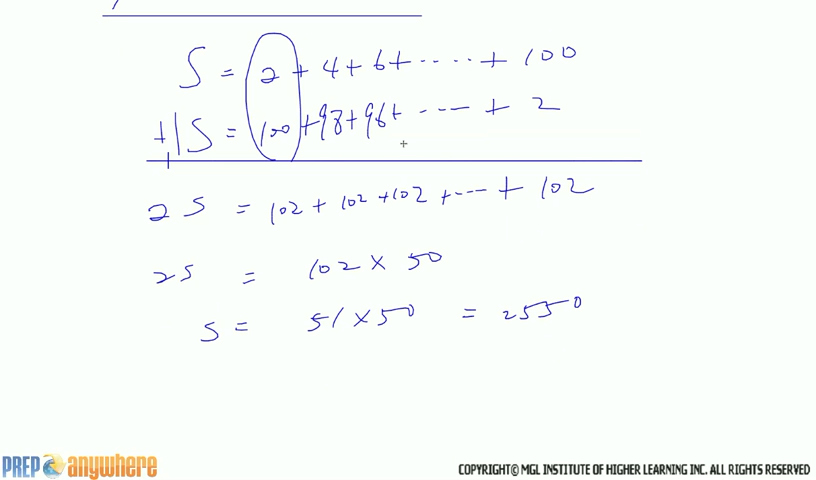 S = 2 + 4 + 6 + ..... + 100
+ S = 100 + 98 + 96 + ..... + 2
2S = 102 + 102 + 102 + ... + 102
2S = 102 × 50
S = 51 × 50 = 2550
PREP anywhere
COPYRIGHT© MGL INSTITUTE OF HIGHER LEARNING INC. ALL RIGHTS RESERVED